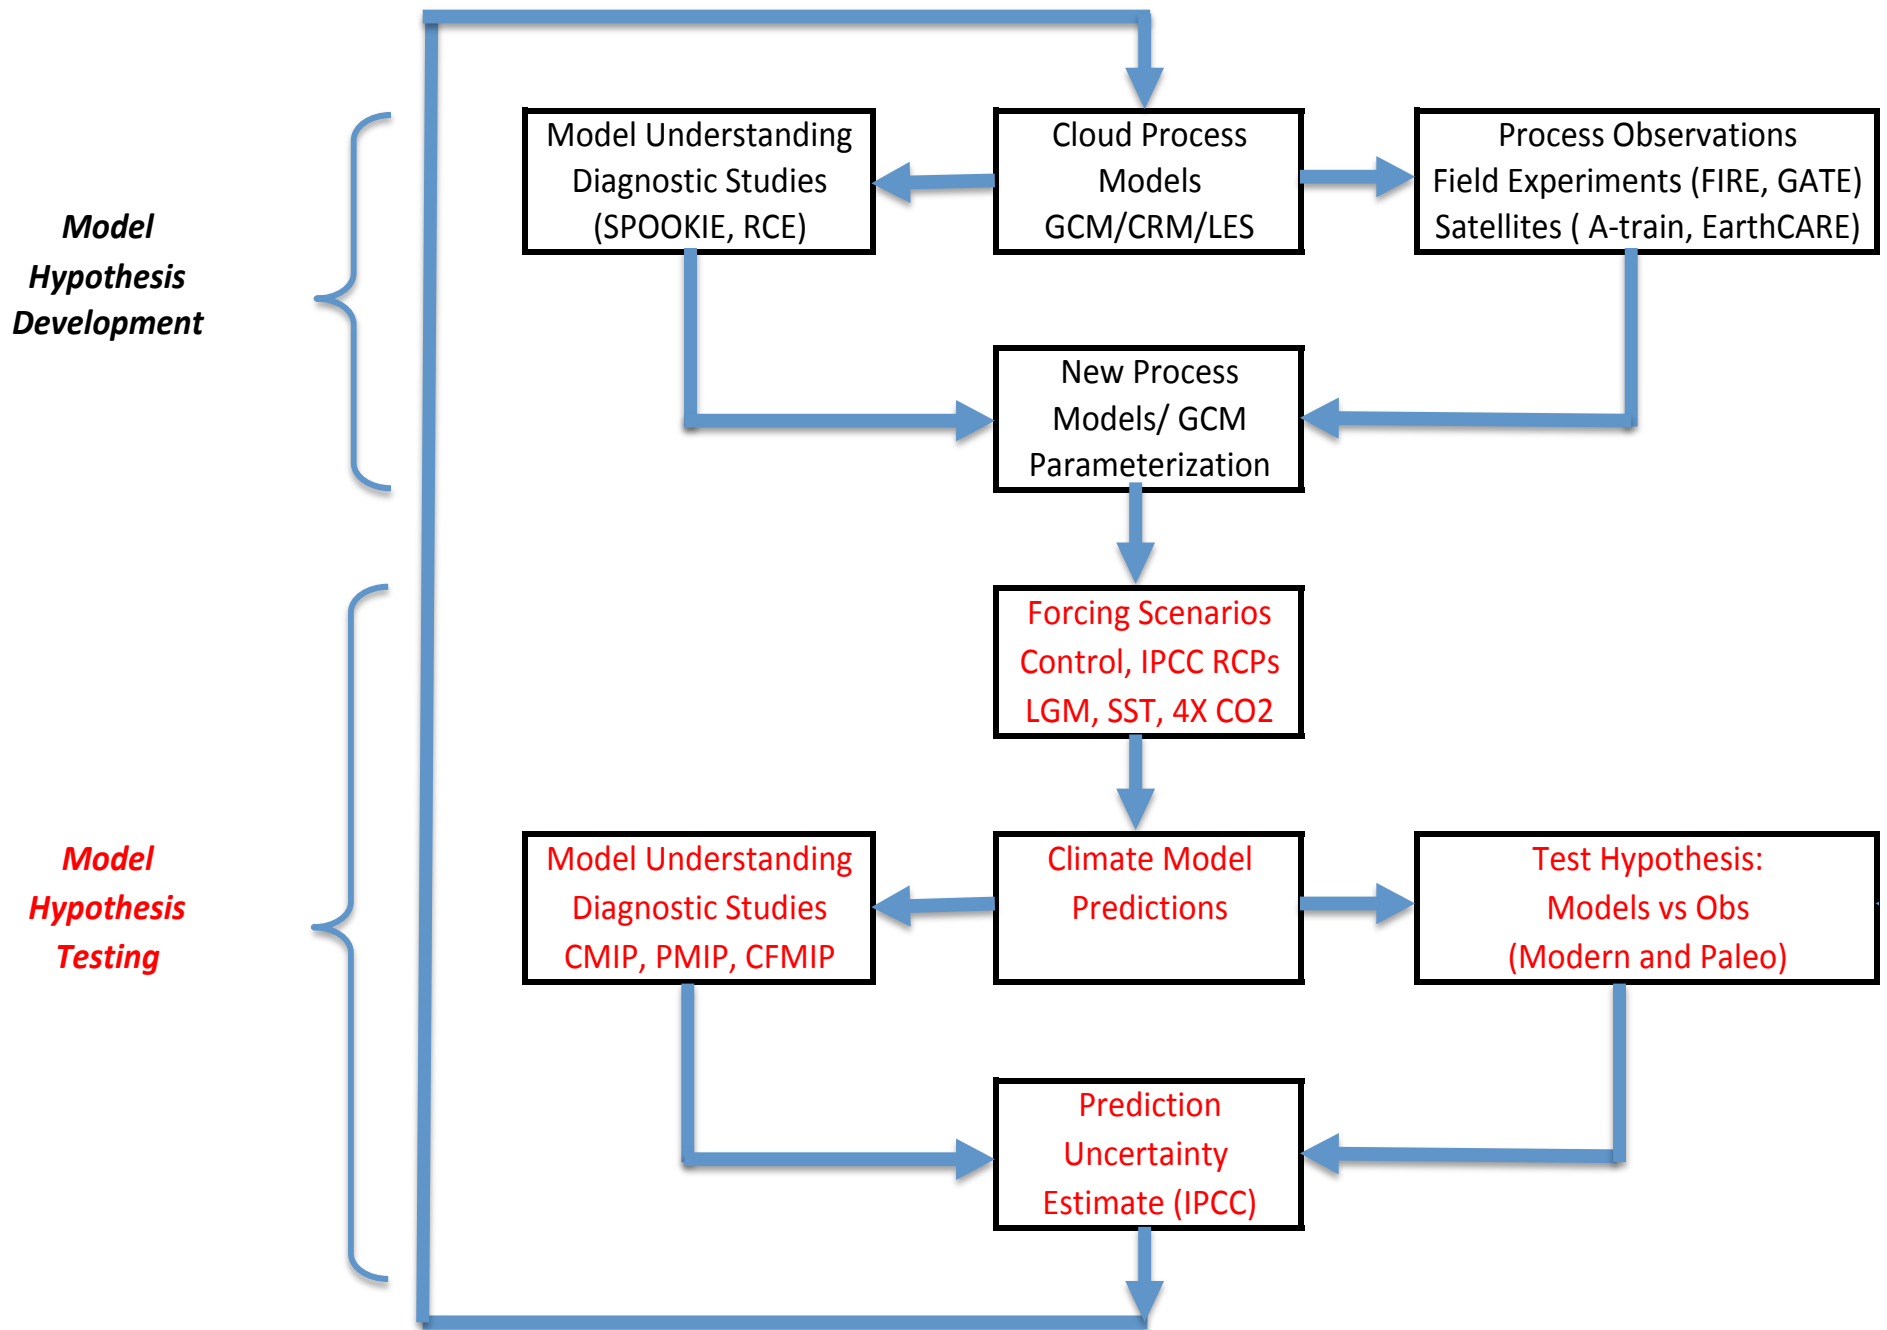 Model Understanding
Diagnostic Studies
(SPOOKIE, RCE)
Cloud Process
Models
GCM/CRM/LES
Process Observations
Field Experiments (FIRE, GATE)
Satellites ( A-train, EarthCARE)
Model
Hypothesis
Development
New Process
Models/ GCM
Parameterization
Forcing Scenarios
Control, IPCC RCPs
LGM, SST, 4X CO2
Model
Hypothesis
Testing
Model Understanding
Diagnostic Studies
CMIP, PMIP, CFMIP
Climate Model
Predictions
Test Hypothesis:
Models vs Obs
(Modern and Paleo)
Prediction
Uncertainty
Estimate (IPCC)